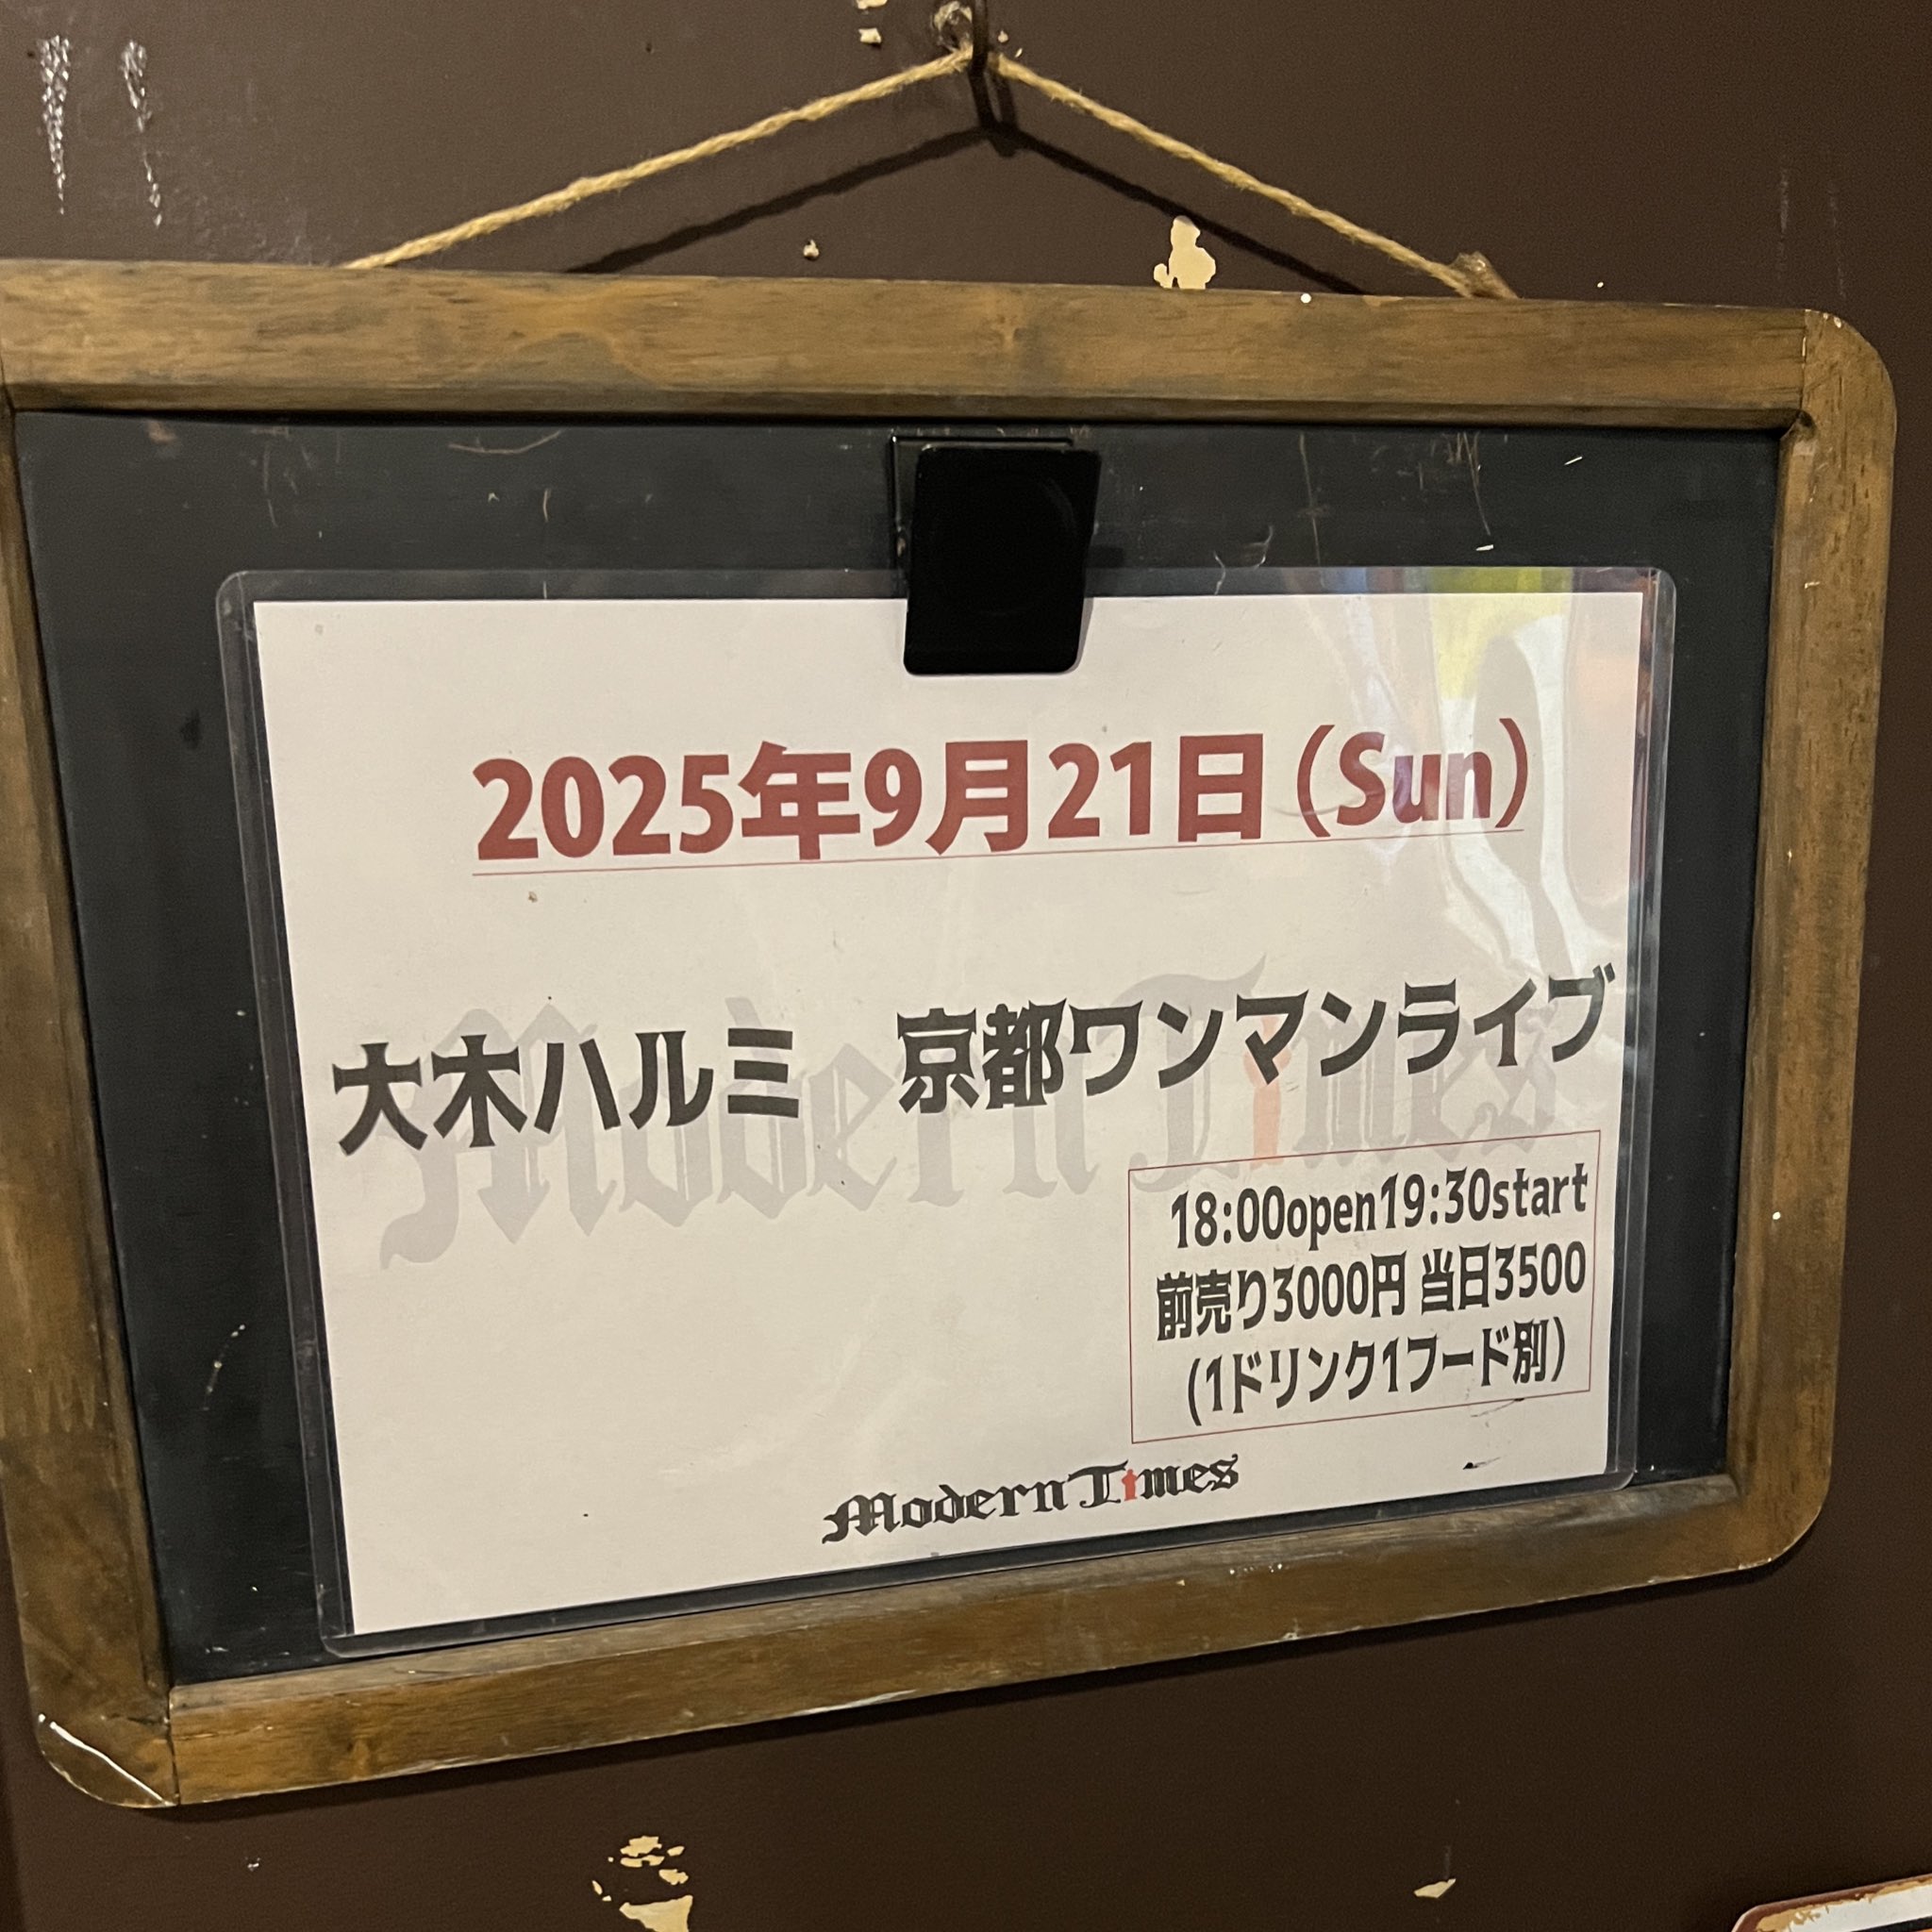 2025年9月21日(Sun)
大木ハルミ　京都ワンマンライブ
Modern Times
18:00open19:30start
前売り3000円 当日3500
(1ドリンク1フード別)
Modern Times